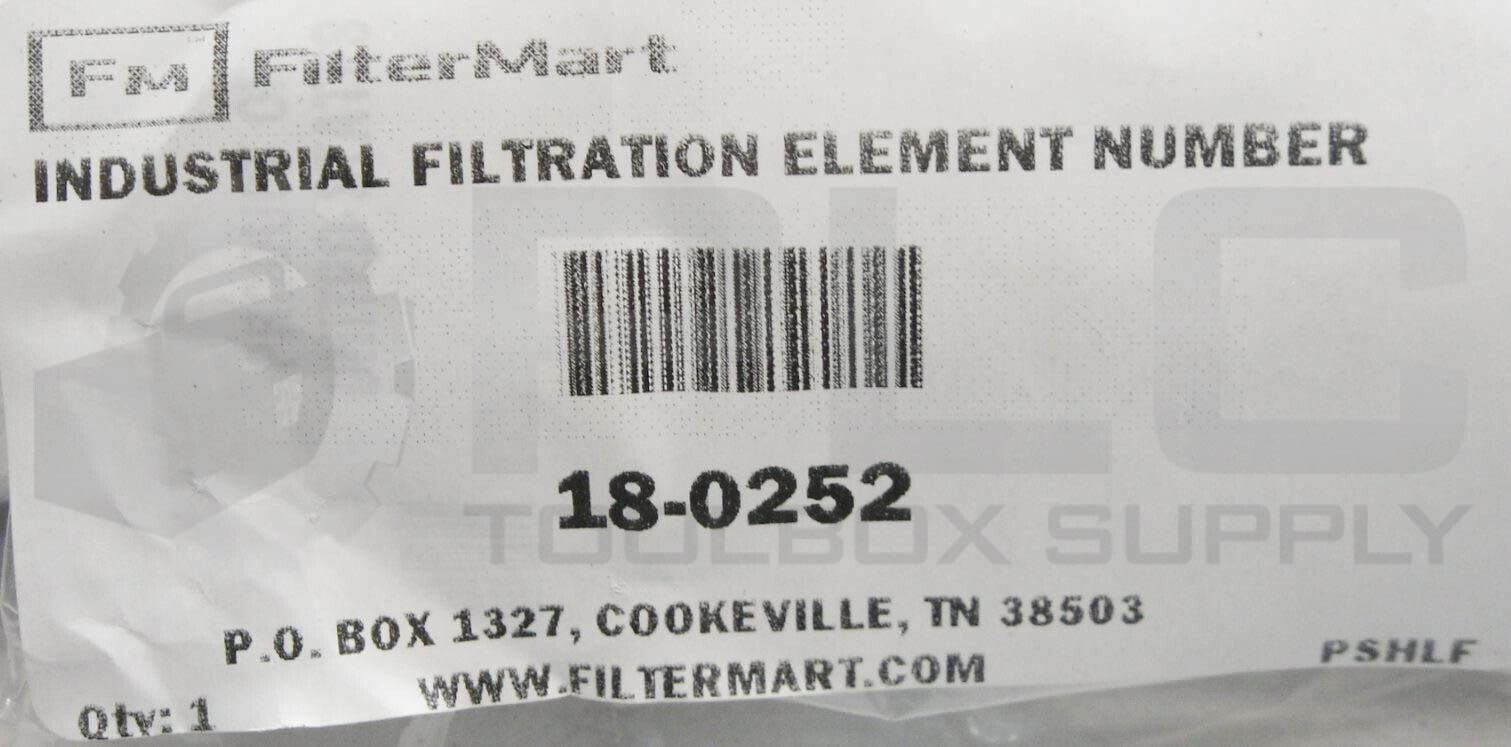 FM FilterMart
INDUSTRIAL FILTRATION ELEMENT NUMBER
18-0252
P.O. BOX 1327, COOKEVILLE, TN 38503
WWW.FILTERMART.COM
PSHLF
Qty: 1
PLC
TOOLBOX SUPPLY